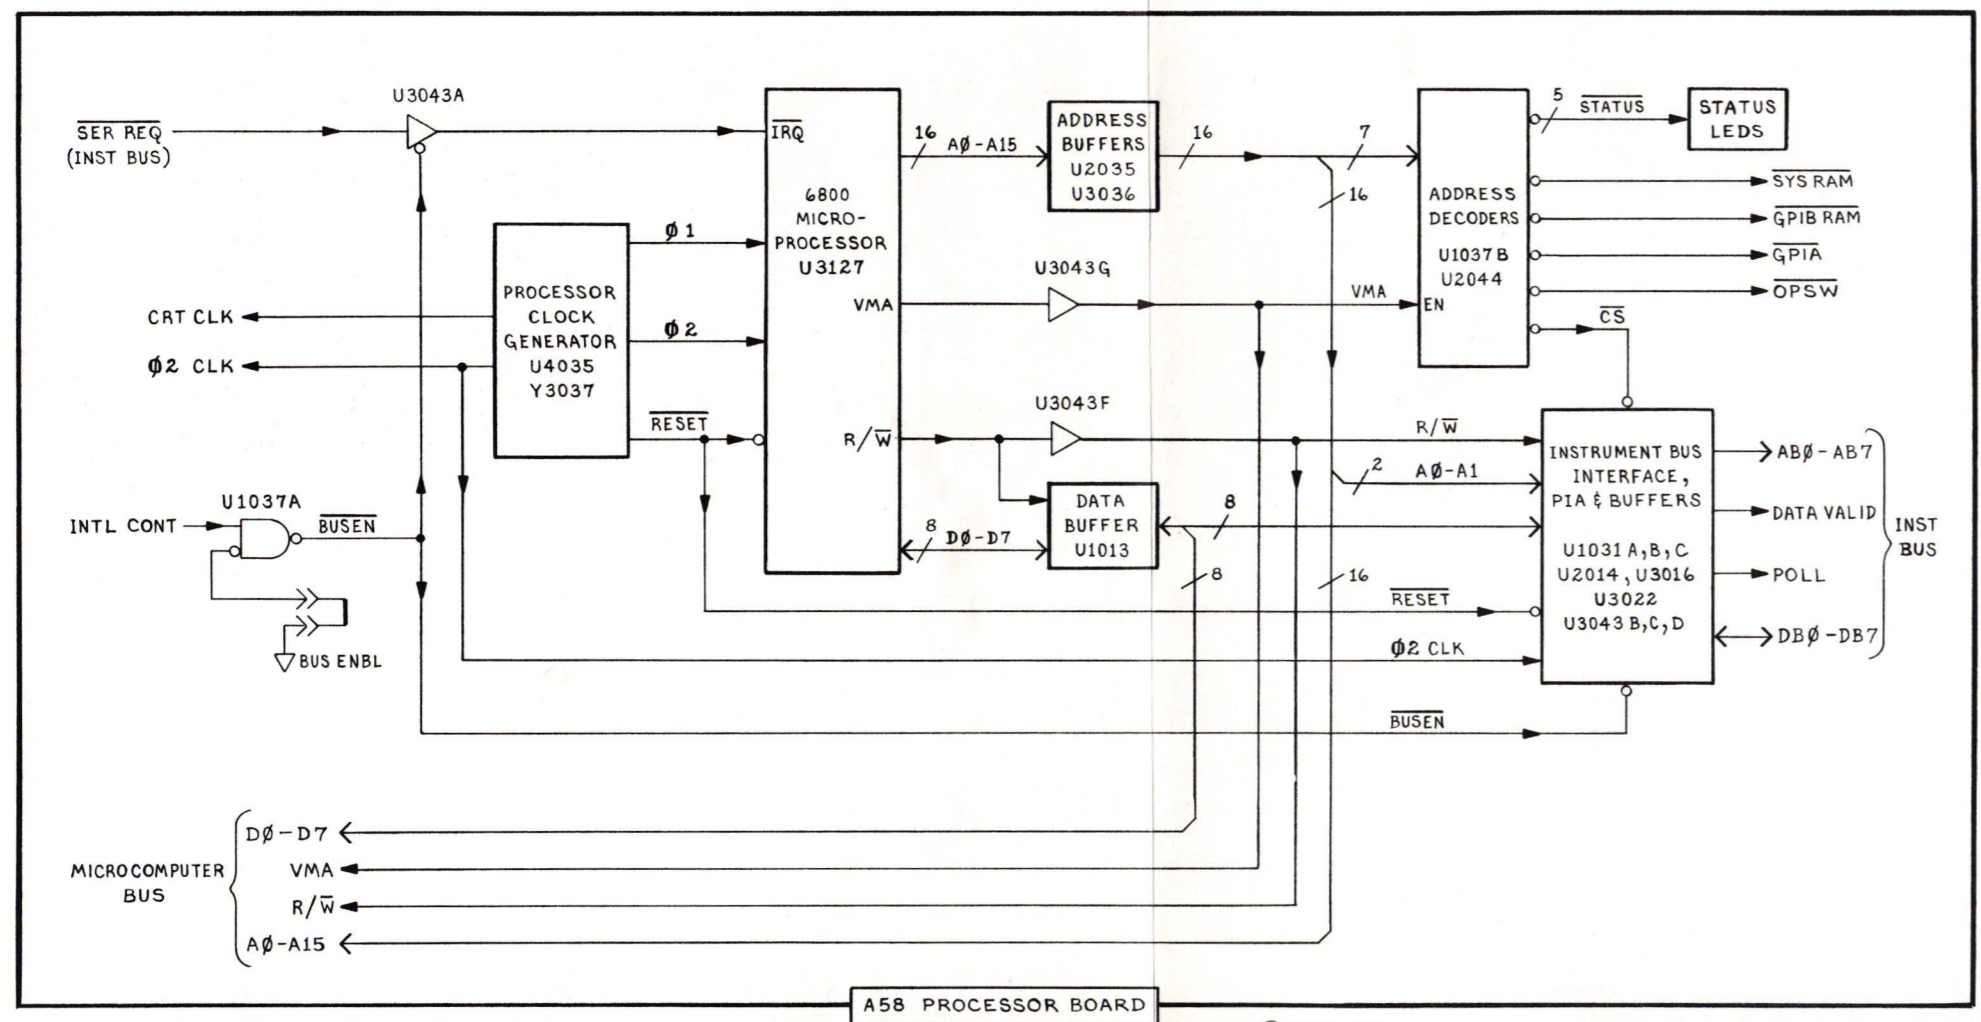 U3043A
SER REQ
(INST BUS)
IRQ
16
AØ-A15
ADDRESS
BUFFERS
U2035
U3036
16
7
16
5
STATUS
STATUS
LEDS
SYS RAM
GPIB RAM
GPIA
OPSW
CS
ADDRESS
DECODERS
U1037B
U2044
EN
6800
MICRO-
PROCESSOR
U3127
VMA
R/W
Ø1
Ø2
RESET
PROCESSOR
CLOCK
GENERATOR
U4035
Y3037
CRT CLK
Ø2 CLK
U3043G
VMA
U3043F
R/W
2
AØ-A1
8
8
DØ-D7
DATA
BUFFER
U1013
8
16
INSTRUMENT BUS
INTERFACE,
PIA & BUFFERS
U1031A,B,C
U2014, U3016
U3022
U3043B,C,D
ABØ-AB7
DATA VALID
POLL
DBØ-DB7
INST
BUS
RESET
Ø2 CLK
BUSEN
U1037A
INTL CONT
BUSEN
BUS ENBL
MICROCOMPUTER
BUS
DØ-D7
VMA
R/W
AØ-A15
A58 PROCESSOR BOARD